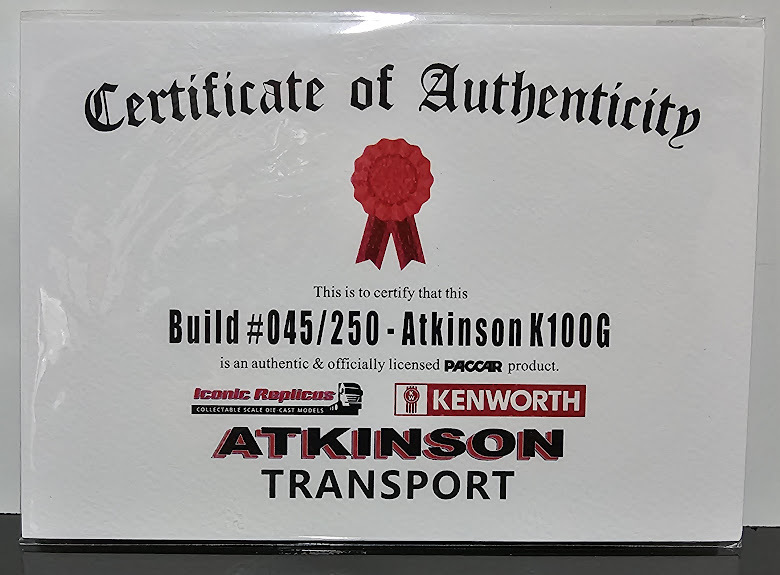 Certificate of Authenticity
This is to certify that this
Build #045/250 - Atkinson K100G
is an authentic & officially licensed PACCAR product.
Iconic Replicas
COLLECTABLE SCALE DIE-CAST MODELS
KW KENWORTH
ATKINSON
TRANSPORT